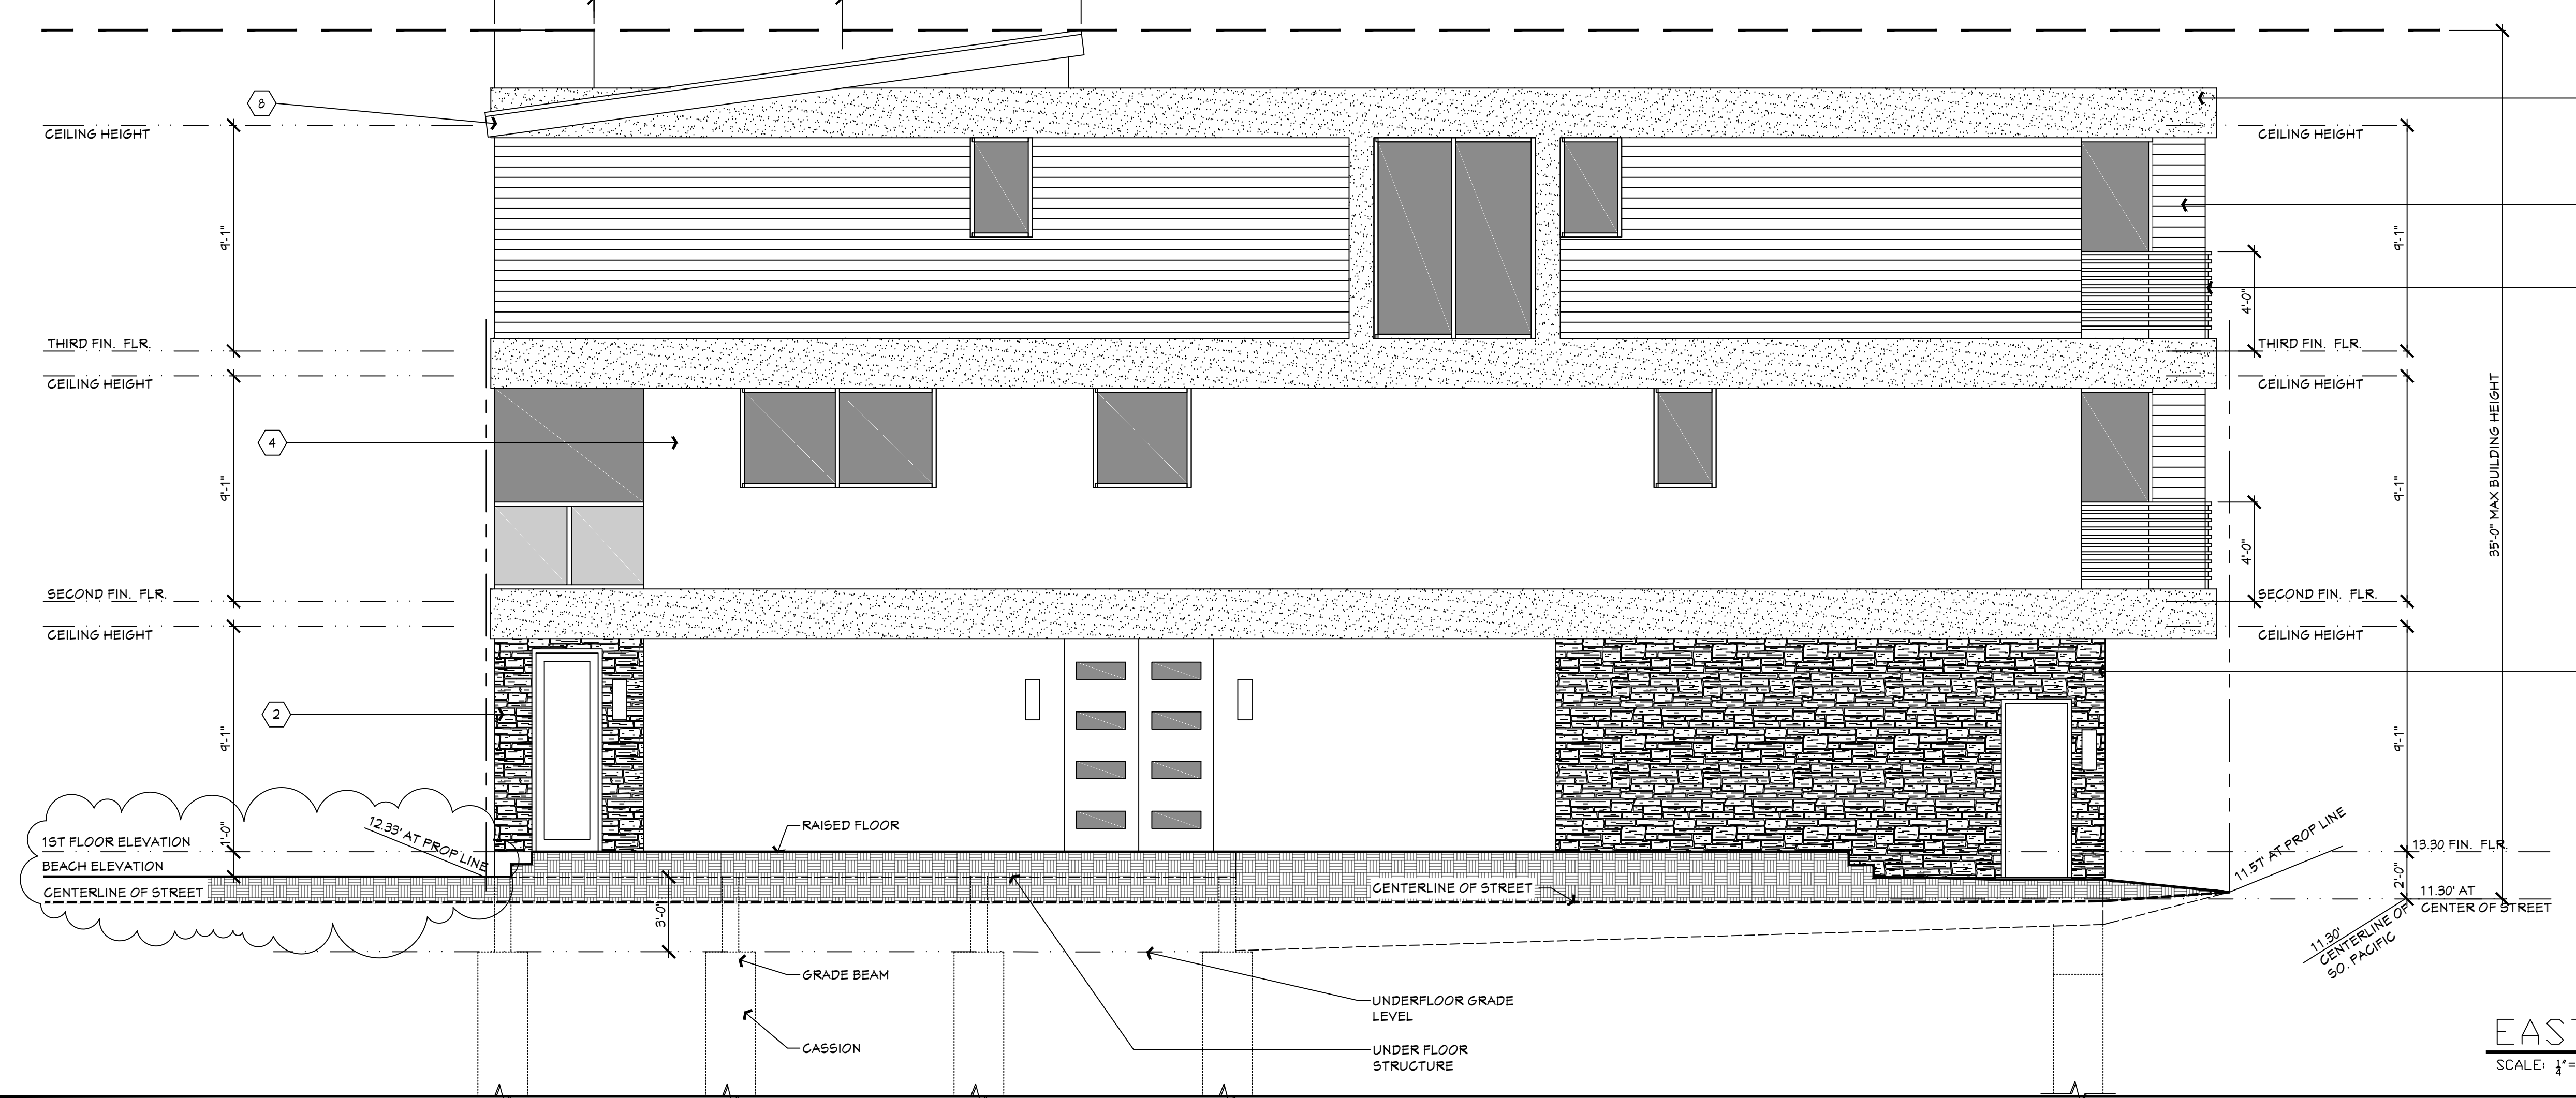 8
CEILING HEIGHT
CEILING HEIGHT
9'-1"
9'-1"
4'-0"
THIRD FIN. FLR.
THIRD FIN. FLR.
CEILING HEIGHT
CEILING HEIGHT
35'-0" MAX BUILDING HEIGHT
4
9'-1"
9'-1"
4'-0"
SECOND FIN. FLR.
SECOND FIN. FLR.
CEILING HEIGHT
CEILING HEIGHT
2
9'-1"
9'-1"
1'-0"
12.33' AT PROP LINE
RAISED FLOOR
11.57' AT PROP LINE
1ST FLOOR ELEVATION
13.30 FIN. FLR.
BEACH ELEVATION
2'-0"
CENTERLINE OF STREET
CENTERLINE OF STREET
11.30' AT
CENTER OF STREET
3'-0"
11.30'
CENTERLINE OF
SO. PACIFIC
GRADE BEAM
UNDERFLOOR GRADE
LEVEL
CASSION
UNDER FLOOR
STRUCTURE
EAS
SCALE: 1/4"=